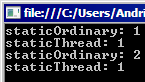 file:///C:/Users/Andri
staticOrdinary: 1
staticThread: 1
staticOrdinary: 2
staticThread: 1